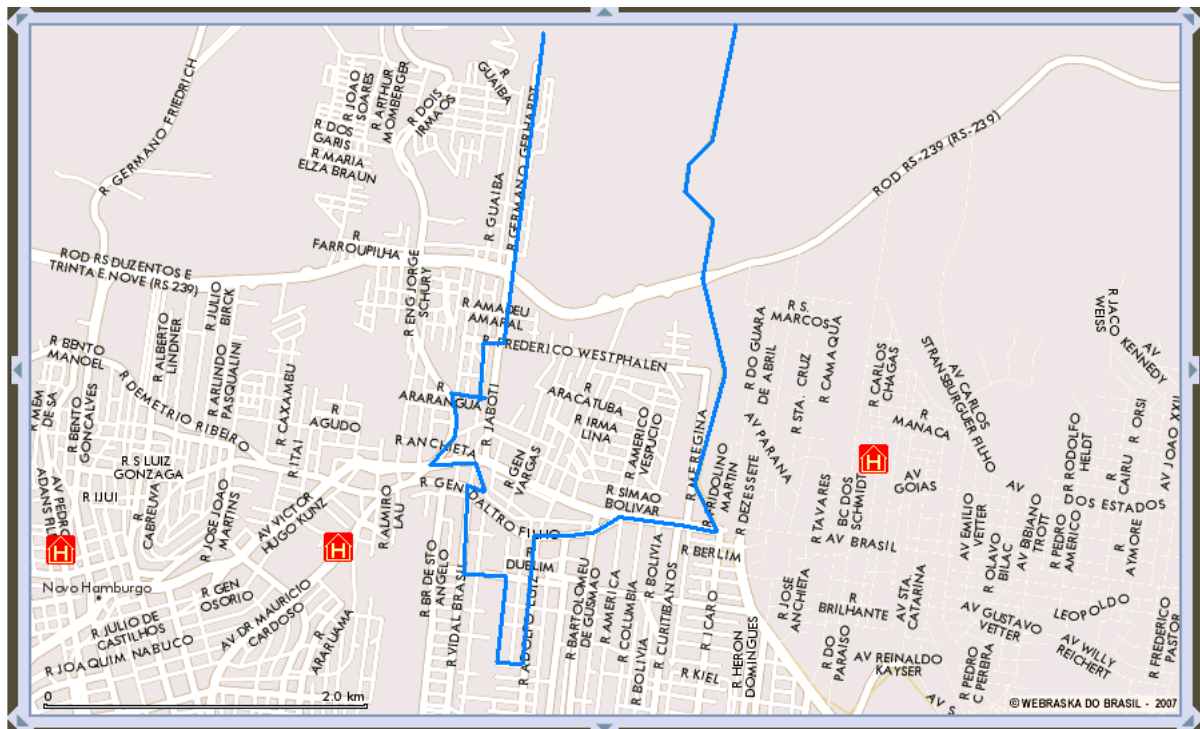 R GERMANO FRIEDRICH
R JOAO
SOARES
R ARTHUR
MOMBERGER
R DOIS
IRMAOS
R
GUAIBA
R DOS
GARIS
R MARIA
ELZA BRAUN
R GUAIBA
R GERMANO GERHARDT
ROD RS-239 (RS-239)
R
FARROUPILHA
ROD RS DUZENTOS E
TRINTA E NOVE (RS 239)
R ENG JORGE
SCHURY
R JULIO
BIRCK
R ALBERTO
LINDNER
R AMADEU
AMARAL
R S.
MARCOS
R JACO
WEISS
AV
KENNEDY
R BENTO
MANOEL
R ARLINDO
PASQUALINI
R FREDERICO WESTPHALEN
R DO GUARA
DE ABRIL
R STA. CRUZ
R CAMAQUA
R CARLOS
CHAGAS
AV CARLOS
STRANSBURGUER FILHO
R DEMETRIO RIBEIRO
R CAXAMBU
R
ARARANGUA
R
ARACATUBA
R MEM
DE SA
R BENTO
GONCALVES
R
AGUDO
R JABOTI
R IRMA
LINA
R AMERICO
VESPUCIO
R M F REGINA
AV PARANA
R
MANACA
R ORSI
R ANCHIETA
R ITAI
R S LUIZ
GONZAGA
R GEN
VARGAS
R RODOLFO
HELDT
R
CAIRU
AV JOAO XXIII
AV PEDRO
ADAMS FILHO
R IJUI
R
CABREUVA
R GEN DALTRO FILHO
R SIMAO
BOLIVAR
R RIDOLINO
MARTIN
R DEZESSETE
R TAVARES
BC DOS
SCHMIDT
AV
GOIAS
AV
OS ESTADOS
R JOSE JOAO
MARTINS
AV VICTOR
HUGO KUNZ
R ALMIRO
LAU
AV EMILIO
VETTER
AV BIBIANO
TROTT
R PEDRO
AMERICO
R
AYMORE
R AV BRASIL
R BERLIM
R
DUBLIM
R OLAVO
BILAC
Novo Hamburgo
R GEN
OSORIO
R BR DE STO
ANGELO
R VIDAL BRASIL
R ADOLFO LUIZ
R BARTOLOMEU
DE GUSMAO
R AMERICA
R COLUMBIA
R BOLIVIA
R BOLIVIA
R CURITIBANOS
R ICARO
R JOSE
ANCHIETA
R
BRILHANTE
AV STA
CATARINA
AV GUSTAVO
VETTER
LEOPOLDO
R JULIO DE
CASTILHOS
AV DR MAURICIO
CARDOSO
R
ARARUAMA
R JOAQUIM NABUCO
R KIEL
R HERON
DOMINGUES
R DO
PARAISO
AV REINALDO
KAYSER
R PEDRO
C PEREIRA
AV WILLY
REICHERT
R FREDERICO
PASTOR
AV S
0 2.0 km
© WEBRASKA DO BRASIL - 2007